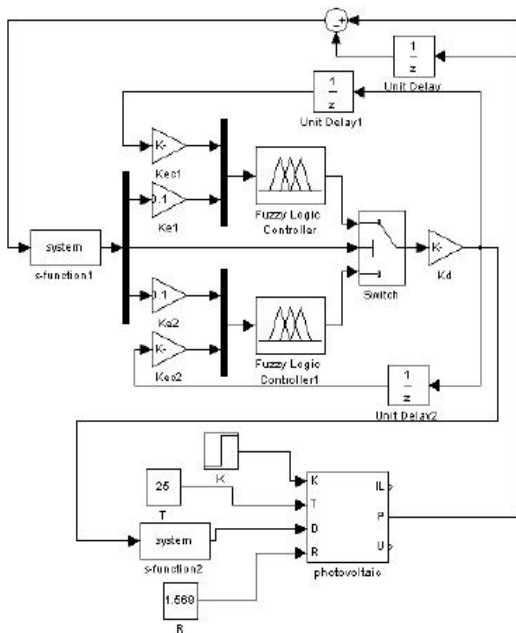 - +
1
z
Unit Delay
1
z
Unit Delay1
K-
Kec1
0.1
Ke1
Fuzzy Logic
Controller
system
s-function1
Switch
K-
Kd
0.1
Ke2
K-
Kec2
Fuzzy Logic
Controller1
1
z
Unit Delay2
K
25
T
system
s-function2
1.568
R
K
T
D
R
IL
P
U
photovoltaic